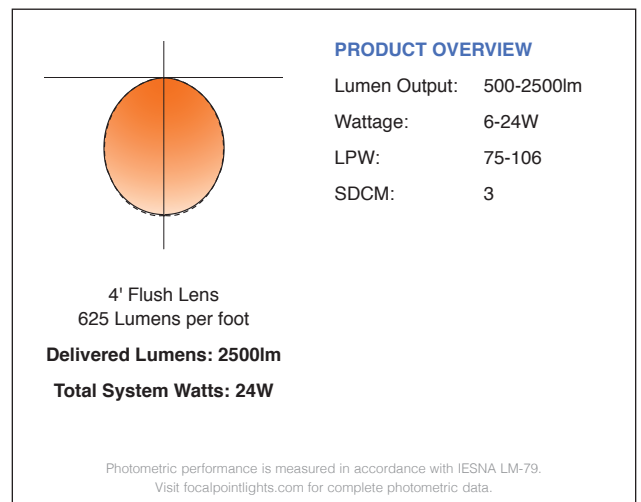 PRODUCT OVERVIEW
Lumen Output: 500-2500lm
Wattage: 6-24W
LPW: 75-106
SDCM: 3
4' Flush Lens
625 Lumens per foot
Delivered Lumens: 2500lm
Total System Watts: 24W
Photometric performance is measured in accordance with IESNA LM-79.
Visit focalpointlights.com for complete photometric data.